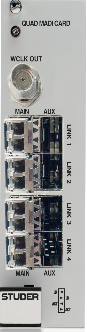 QUAD MADI CARD
WCLK OUT
MAIN AUX
LINK 1
LINK 2
LINK 3
LINK 4
MAIN AUX
STUDER